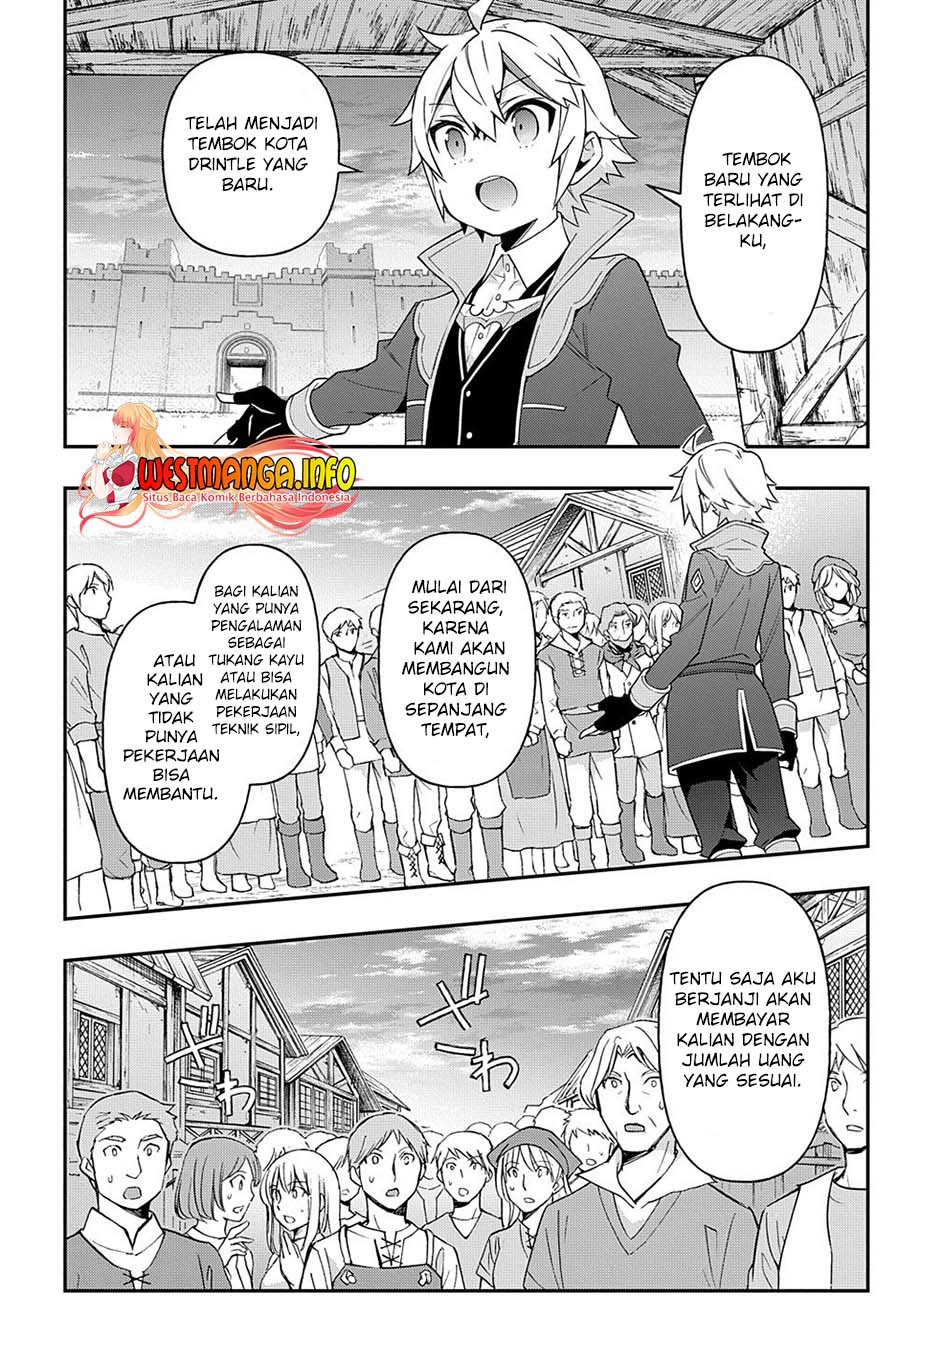 TEMBOK
BARU YANG
TERLIHAT DI
BELAKANG-
KU,
TELAH MENJADI
TEMBOK KOTA
DRINTLE YANG
BARU.
WESTMANGA.INFO
Situs Baca Komik Berbahasa Indonesia
MULAI DARI
SEKARANG,
KARENA
KAMI AKAN
MEMBANGUN
KOTA DI
SEPANJANG
TEMPAT,
BAGI KALIAN
YANG PUNYA
PENGALAMAN
SEBAGAI
TUKANG KAYU
ATAU BISA
MELAKUKAN
PEKERJAAN
TEKNIK SIPIL,
ATAU
KALIAN
YANG
TIDAK
PUNYA
PEKERJAAN
BISA
MEMBANTU.
TENTU SAJA AKU
BERJANJI AKAN
MEMBAYAR
KALIAN DENGAN
JUMLAH UANG
YANG SESUAI.